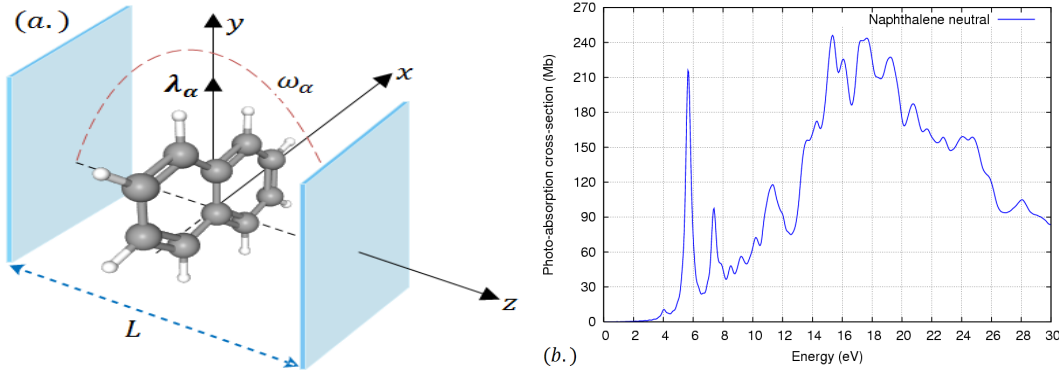 (a.)
y
x
λα
ωα
z
L
Photo-absorption cross-section (Mb)
270
240
210
180
150
120
90
60
30
0
Naphthalene neutral
0 2 4 6 8 10 12 14 16 18 20 22 24 26 28 30
Energy (eV)
(b.)